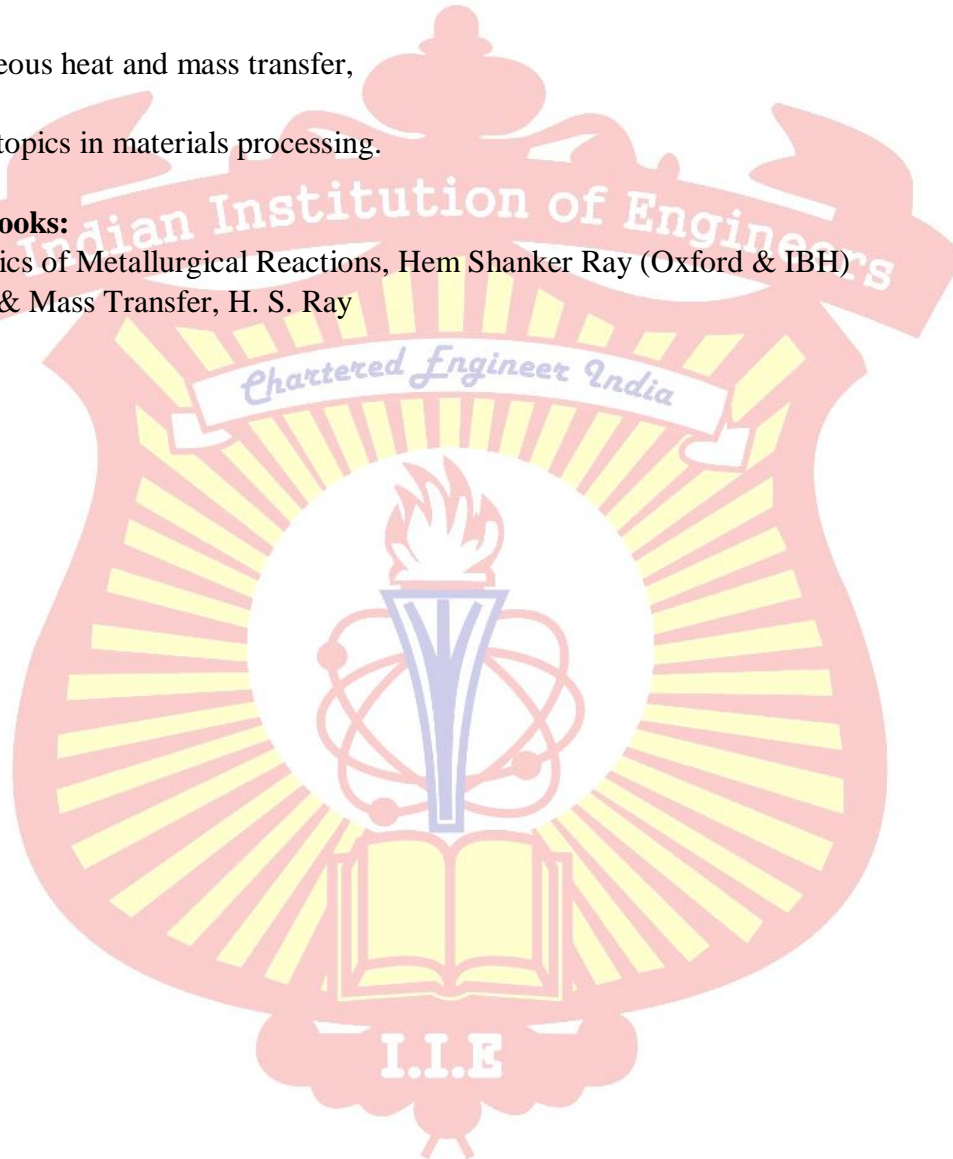 eous heat and mass transfer,
topics in materials processing.
ooks:
ics of Metallurgical Reactions, Hem Shanker Ray (Oxford & IBH)
& Mass Transfer, H. S. Ray
Indian Institution of Engineers
Chartered Engineer India
I.I.E